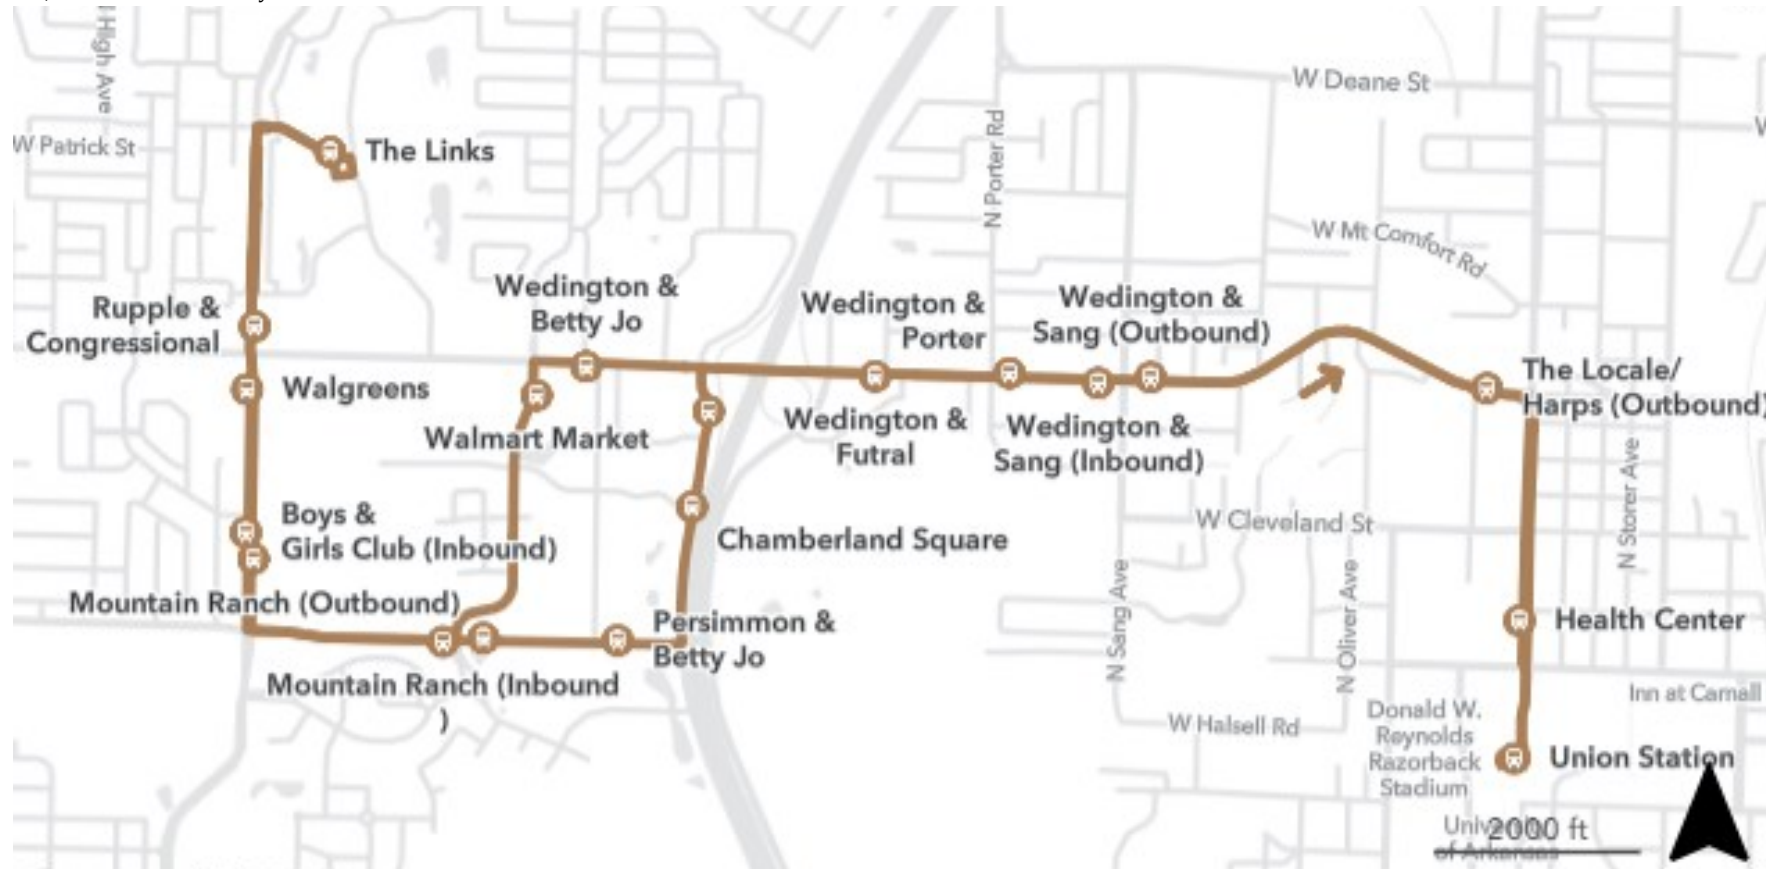 High Ave
W Deane St
W Patrick St
The Links
N Porter Rd
W Mt Comfort Rd
Rupple &
Congressional
Wedington &
Betty Jo
Wedington &
Porter
Wedington &
Sang (Outbound)
Walgreens
Walmart Market
Wedington &
Futral
Wedington &
Sang (Inbound)
The Locale/
Harps (Outbound)
N Storer Ave
Boys &
Girls Club (Inbound)
Chamberland Square
W Cleveland St
N Sang Ave
N Oliver Ave
Mountain Ranch (Outbound)
Persimmon &
Betty Jo
Health Center
Mountain Ranch (Inbound
)
Inn at Carnall
W Halsell Rd
Donald W.
Reynolds
Razorback
Stadium
Union Station
2000 ft
of Arkansas